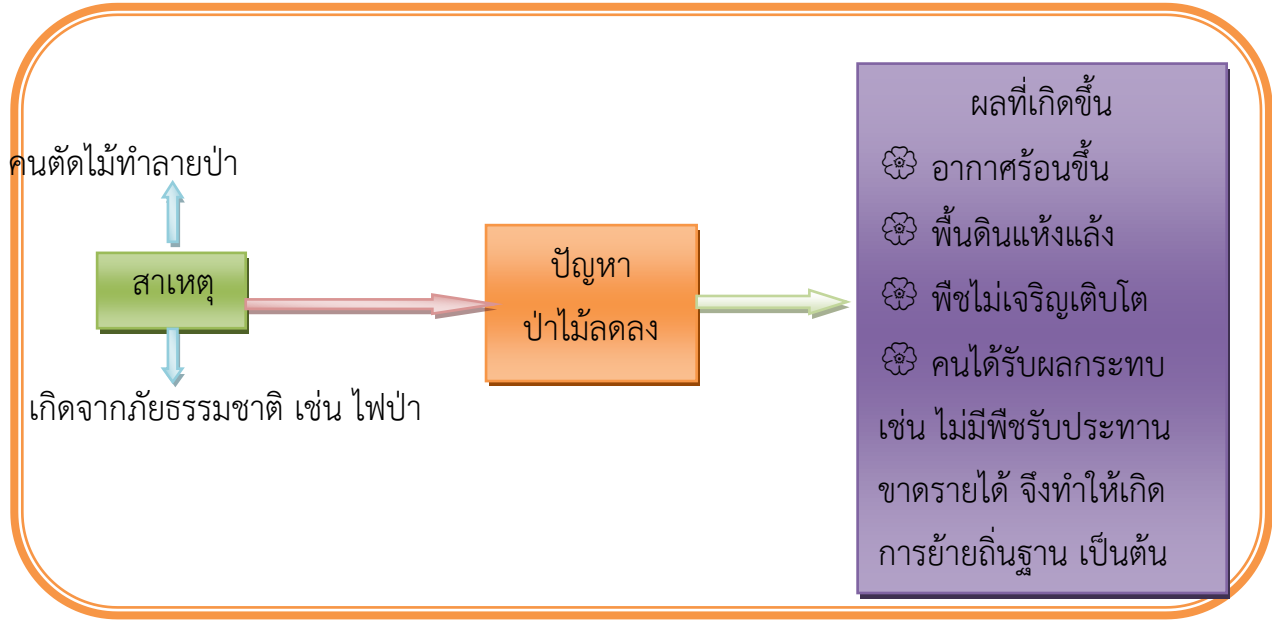 คนตัดไม้ทำลายป่า
สาเหตุ
เกิดจากภัยธรรมชาติ เช่น ไฟป่า
ปัญหา
ป่าไม้ลดลง
ผลที่เกิดขึ้น
อากาศร้อนขึ้น
พื้นดินแห้งแล้ง
พืชไม่เจริญเติบโต
คนได้รับผลกระทบ
เช่น ไม่มีพืชรับประทาน
ขาดรายได้ จึงทำให้เกิด
การย้ายถิ่นฐาน เป็นต้น